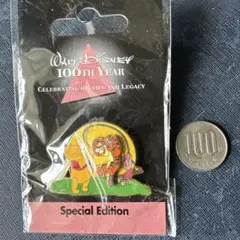 WALT DISNEY
100TH YEAR
CELEBRATING HIS LIFE AND LEGACY
Special Edition
100